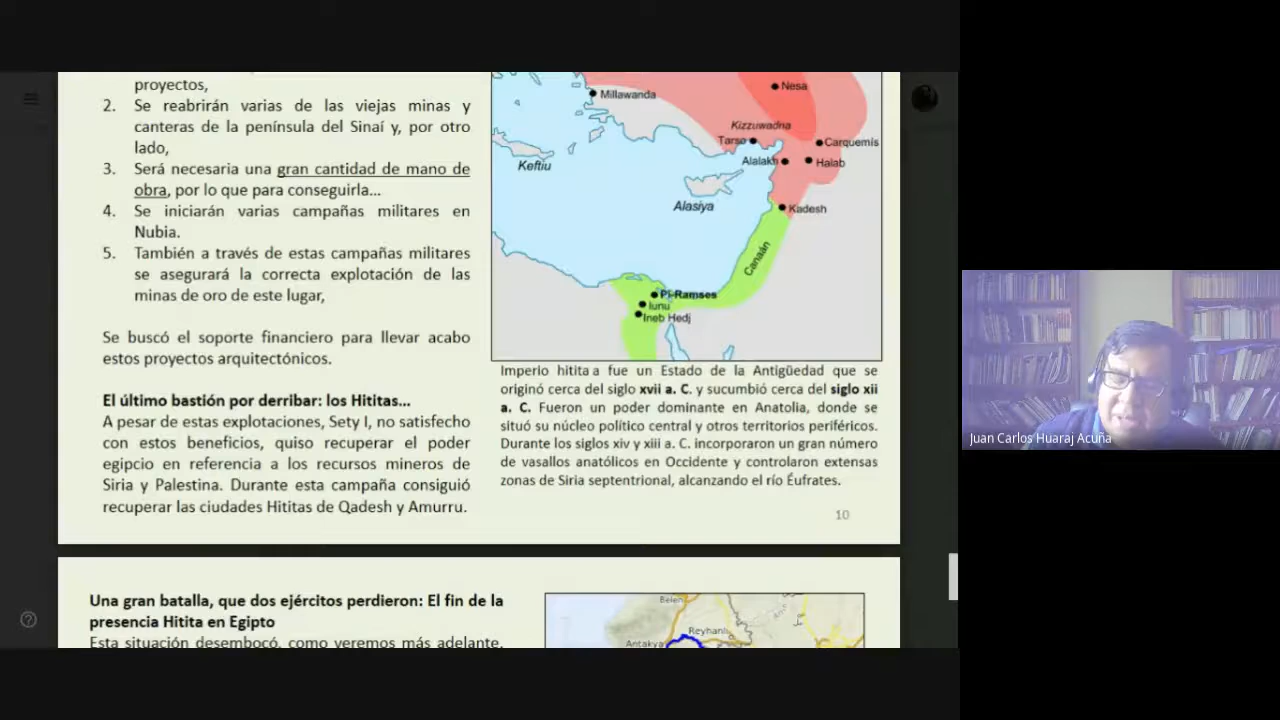 proyectos,
2. Se reabrirán varias de las viejas minas y
canteras de la península del Sinaí y, por otro
lado,
3. Será necesaria una gran cantidad de mano de
obra, por lo que para conseguirla...
4. Se iniciarán varias campañas militares en
Nubia.
5. También a través de estas campañas militares
se asegurará la correcta explotación de las
minas de oro de este lugar,
Se buscó el soporte financiero para llevar acabo
estos proyectos arquitectónicos.
El último bastión por derribar: los Hititas...
A pesar de estas explotaciones, Sety I, no satisfecho
con estos beneficios, quiso recuperar el poder
egipcio en referencia a los recursos mineros de
Siria y Palestina. Durante esta campaña consiguió
recuperar las ciudades Hititas de Qadesh y Amurru.
Nesa
Millawanda
Kizzuwadna
Tarso
Carquemis
Alalakh
Halab
Keftiu
Alasiya
Kadesh
Canaán
Pi-Ramses
Iunu
Ineb Hedj
Imperio hitita a fue un Estado de la Antigüedad que se
originó cerca del siglo xvii a. C. y sucumbió cerca del siglo xii
a. C. Fueron un poder dominante en Anatolia, donde se
situó su núcleo político central y otros territorios periféricos.
Durante los siglos xiv y xiii a. C. incorporaron un gran número
de vasallos anatólicos en Occidente y controlaron extensas
zonas de Siria septentrional, alcanzando el río Éufrates.
10
Una gran batalla, que dos ejércitos perdieron: El fin de la
presencia Hitita en Egipto
Esta situación desembocó, como veremos más adelante,
Belen
Reyhanlı
Antakya
Juan Carlos Huaraj Acuña